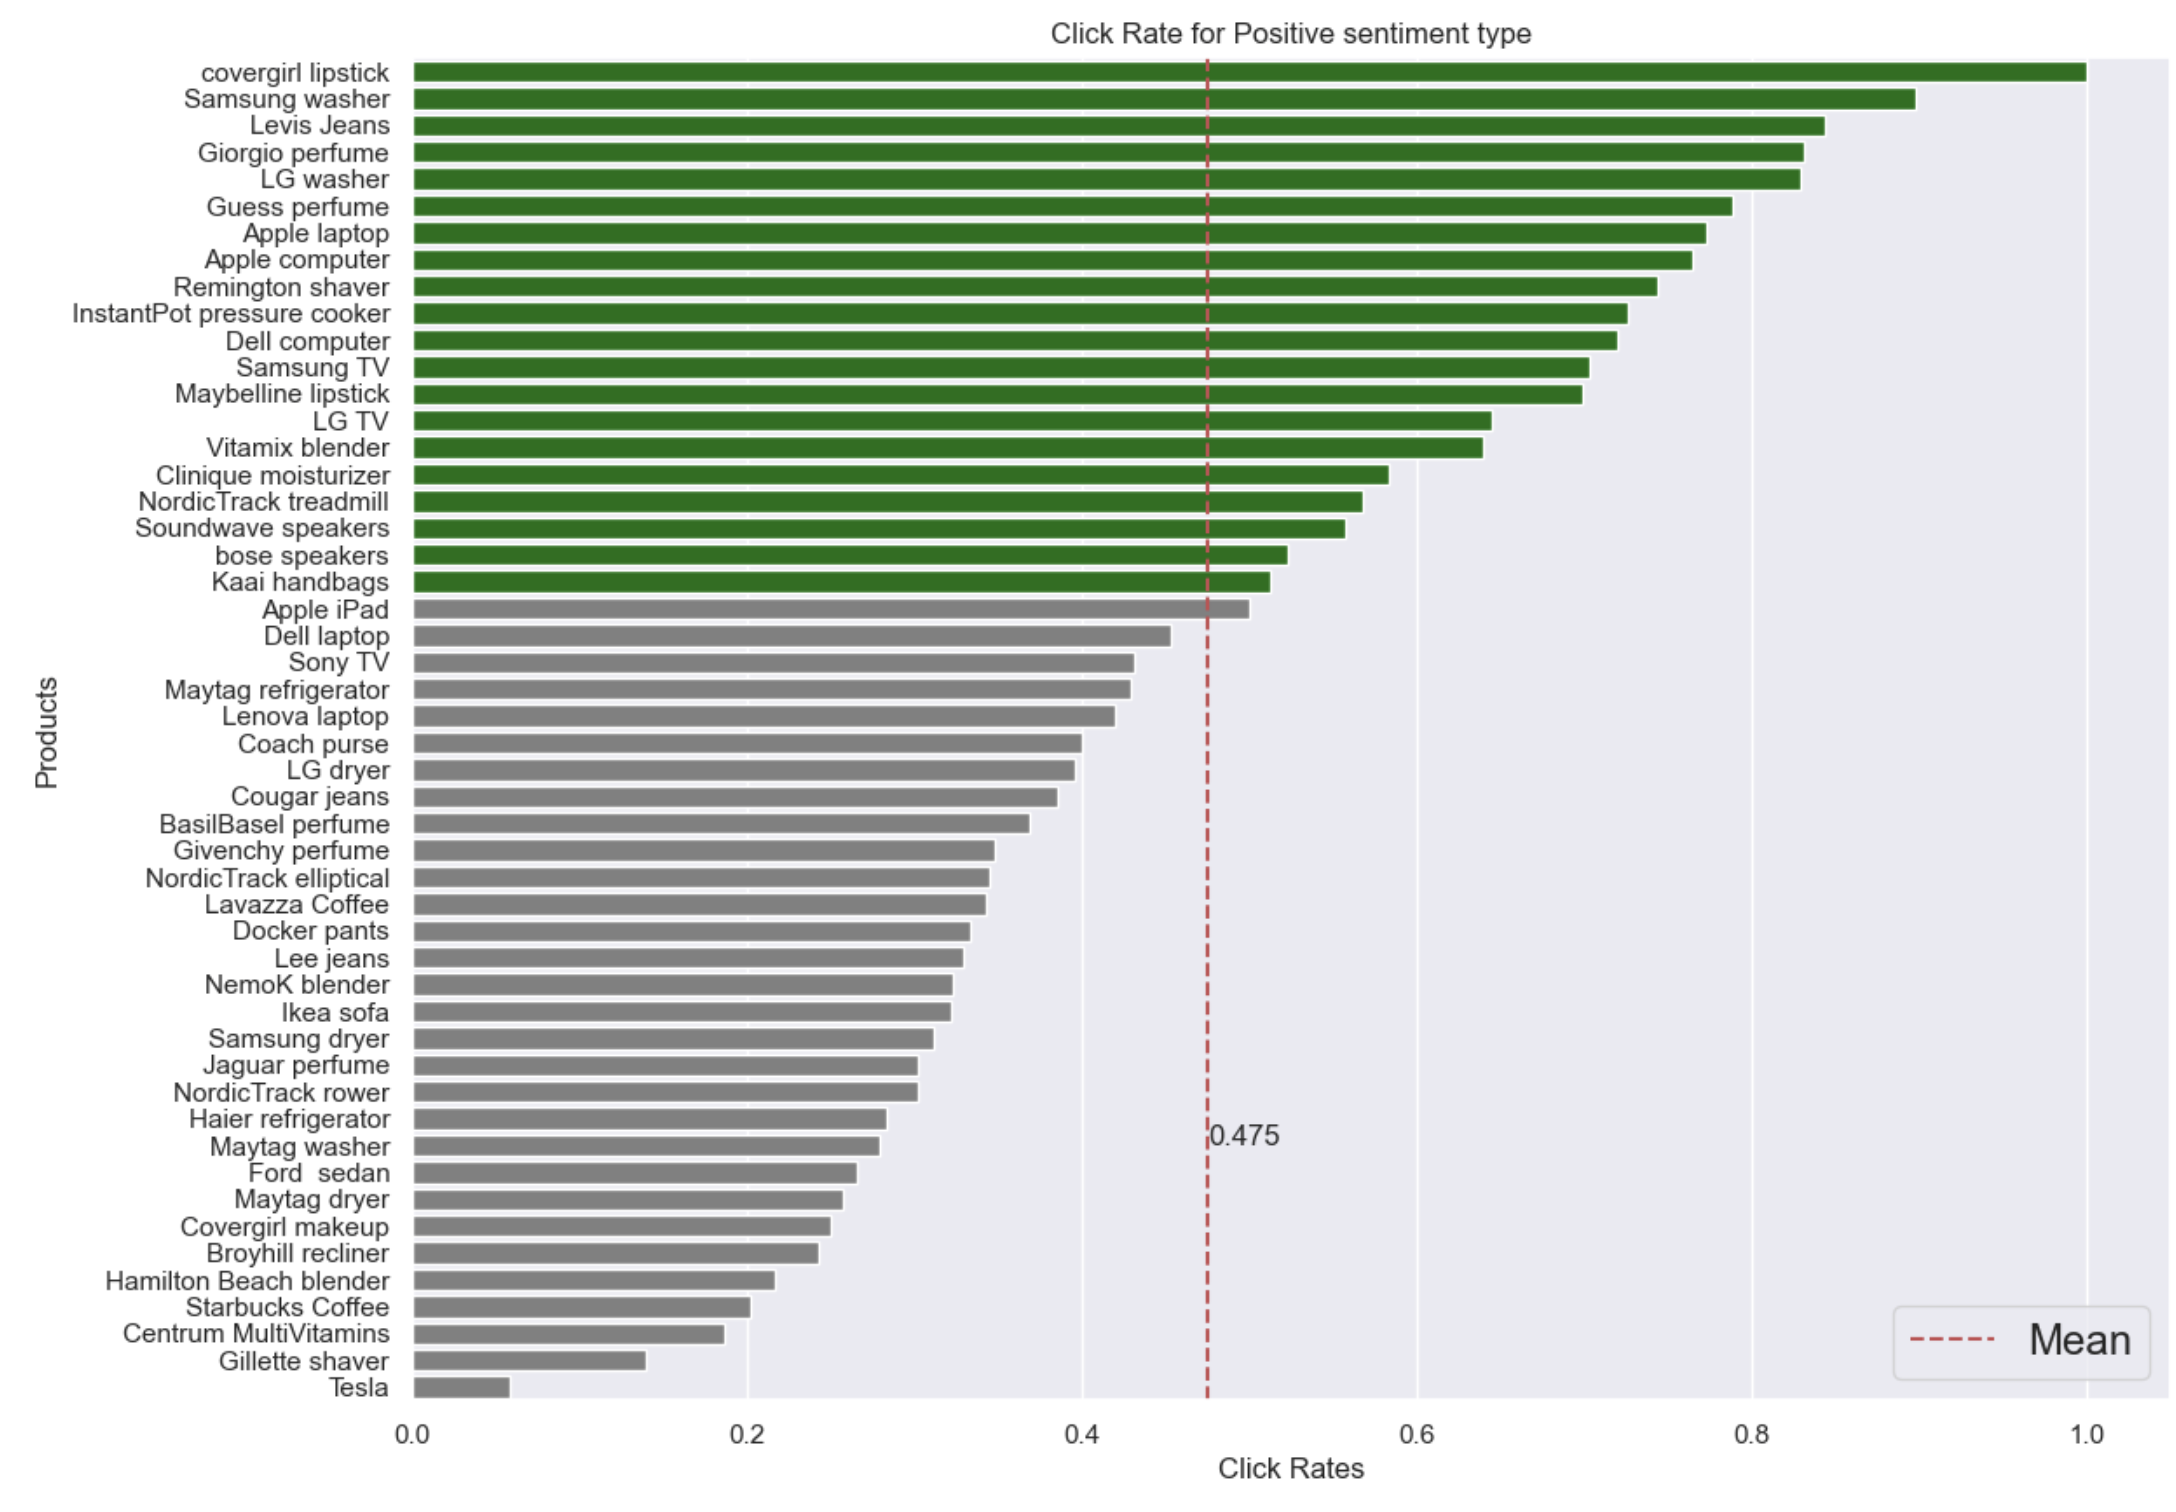 Click Rate for Positive sentiment type
covergirl lipstick
Samsung washer
Levis Jeans
Giorgio perfume
LG washer
Guess perfume
Apple laptop
Apple computer
Remington shaver
InstantPot pressure cooker
Dell computer
Samsung TV
Maybelline lipstick
LG TV
Vitamix blender
Clinique moisturizer
NordicTrack treadmill
Soundwave speakers
bose speakers
Kaai handbags
Apple iPad
Dell laptop
Sony TV
Maytag refrigerator
Lenova laptop
Coach purse
LG dryer
Cougar jeans
BasilBasel perfume
Givenchy perfume
NordicTrack elliptical
Lavazza Coffee
Docker pants
Lee jeans
NemoK blender
Ikea sofa
Samsung dryer
Jaguar perfume
NordicTrack rower
Haier refrigerator
Maytag washer
Ford  sedan
Maytag dryer
Covergirl makeup
Broyhill recliner
Hamilton Beach blender
Starbucks Coffee
Centrum MultiVitamins
Gillette shaver
Tesla
Products
0.475
Mean
0.0 0.2 0.4 0.6 0.8 1.0
Click Rates